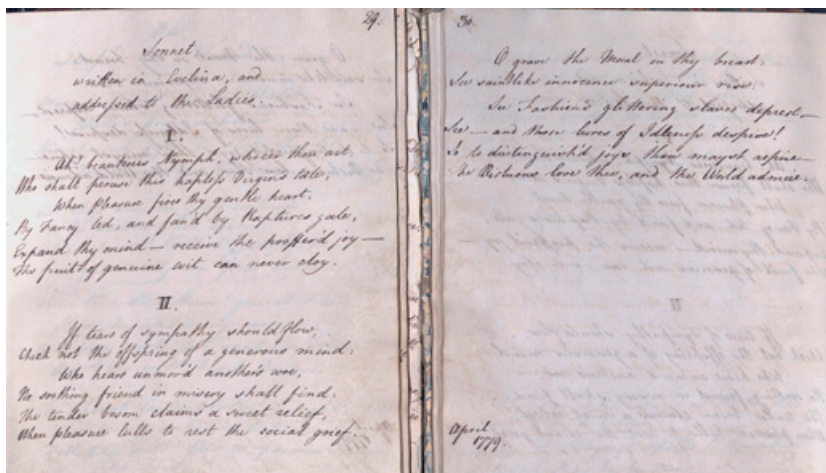 29.
Sonnet
written in Evelina, and
addressed to the Ladies.
I.
Ah! beauteous Nymph, whoe'er thou art,
Who shall peruse this hapless Virgins tale,
When pleasure fires thy gentle heart,
By Fancy led, and fan'd by Raptures gale,
Expand thy mind — receive the proffer'd joy —
The fruit of genuine wit can never cloy.
II.
If tears of sympathy should flow,
Check not the offspring of a generous mind:
Who hears unmov'd another's woe,
No soothing friend in misery shall find.
The tender bosom claims a sweet relief,
When pleasure lulls to rest the social grief.
30.
O grave the Moral on thy breast:
See saintlike innocence superiour rise:
See Fashion's glittering slaves deprest —
See — and those lures of Idleness despise!
So to distinguish'd joys thou mayst aspire —
The Virtuous love thee, and the World admire.
April
1779.